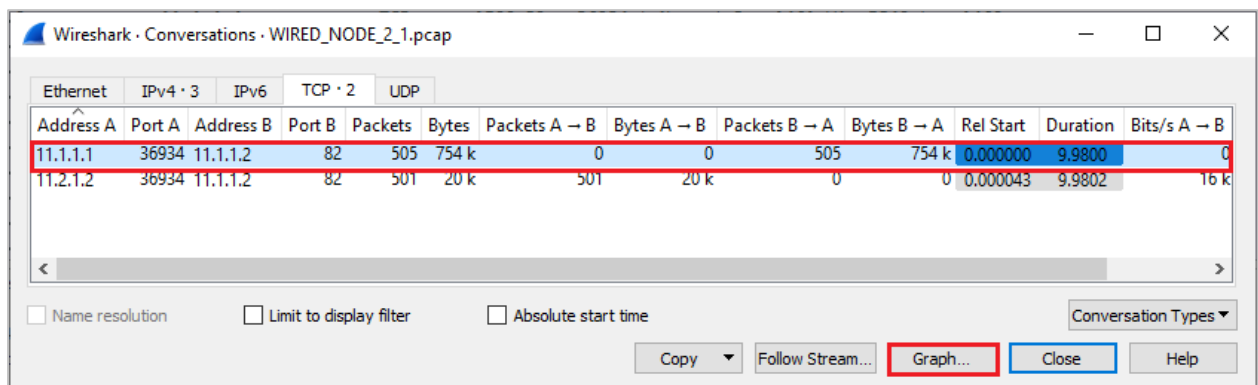 Wireshark · Conversations · WIRED_NODE_2_1.pcap
Ethernet IPv4 · 3 IPv6 TCP · 2 UDP
Address A Port A Address B Port B Packets Bytes Packets A → B Bytes A → B Packets B → A Bytes B → A Rel Start Duration Bits/s A → B
11.1.1.1 36934 11.1.1.2 82 505 754 k 0 0 505 754 k 0.000000 9.9800 0
11.2.1.2 36934 11.1.1.2 82 501 20 k 501 20 k 0 0 0.000043 9.9802 16 k
Name resolution Limit to display filter Absolute start time Conversation Types
Copy Follow Stream... Graph... Close Help